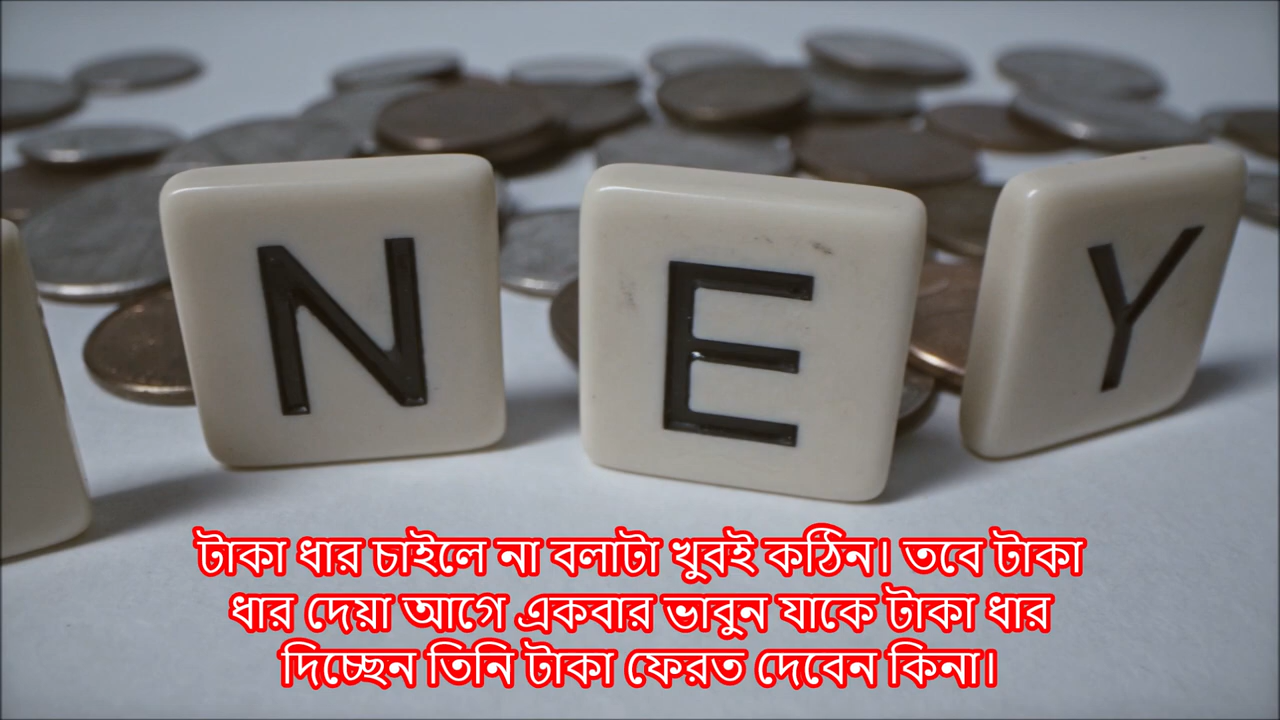 N E Y
টাকা ধার চাইলে না বলাটা খুবই কঠিন। তবে টাকা
ধার দেয়া আগে একবার ভাবুন যাকে টাকা ধার
দিচ্ছেন তিনি টাকা ফেরত দেবেন কিনা।